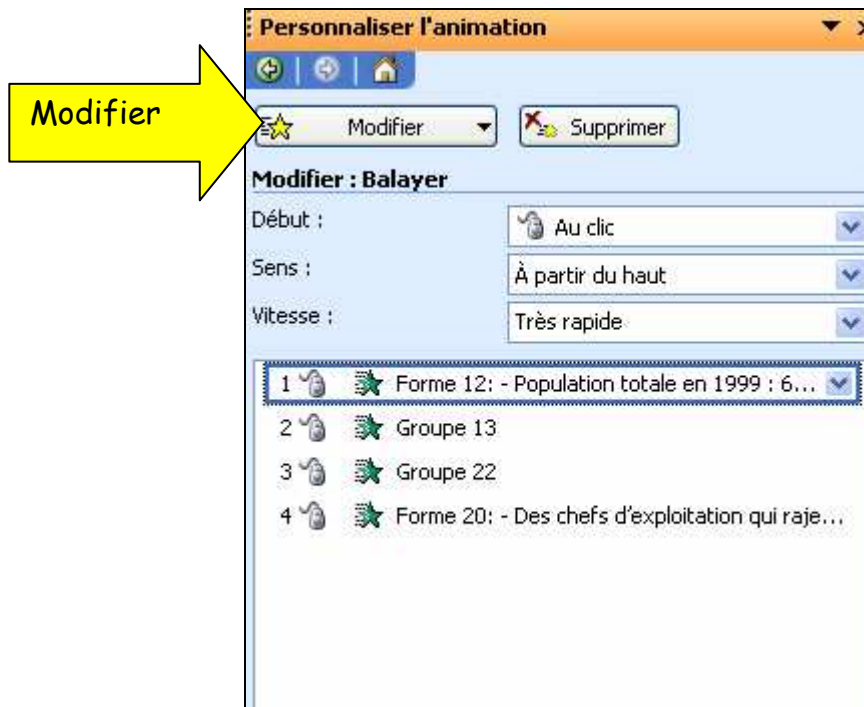 Personnaliser l'animation
Modifier
Modifier
Supprimer
Modifier : Balayer
Début :
Au clic
Sens :
À partir du haut
Vitesse :
Très rapide
1 Forme 12: - Population totale en 1999 : 6...
2 Groupe 13
3 Groupe 22
4 Forme 20: - Des chefs d'exploitation qui raje...